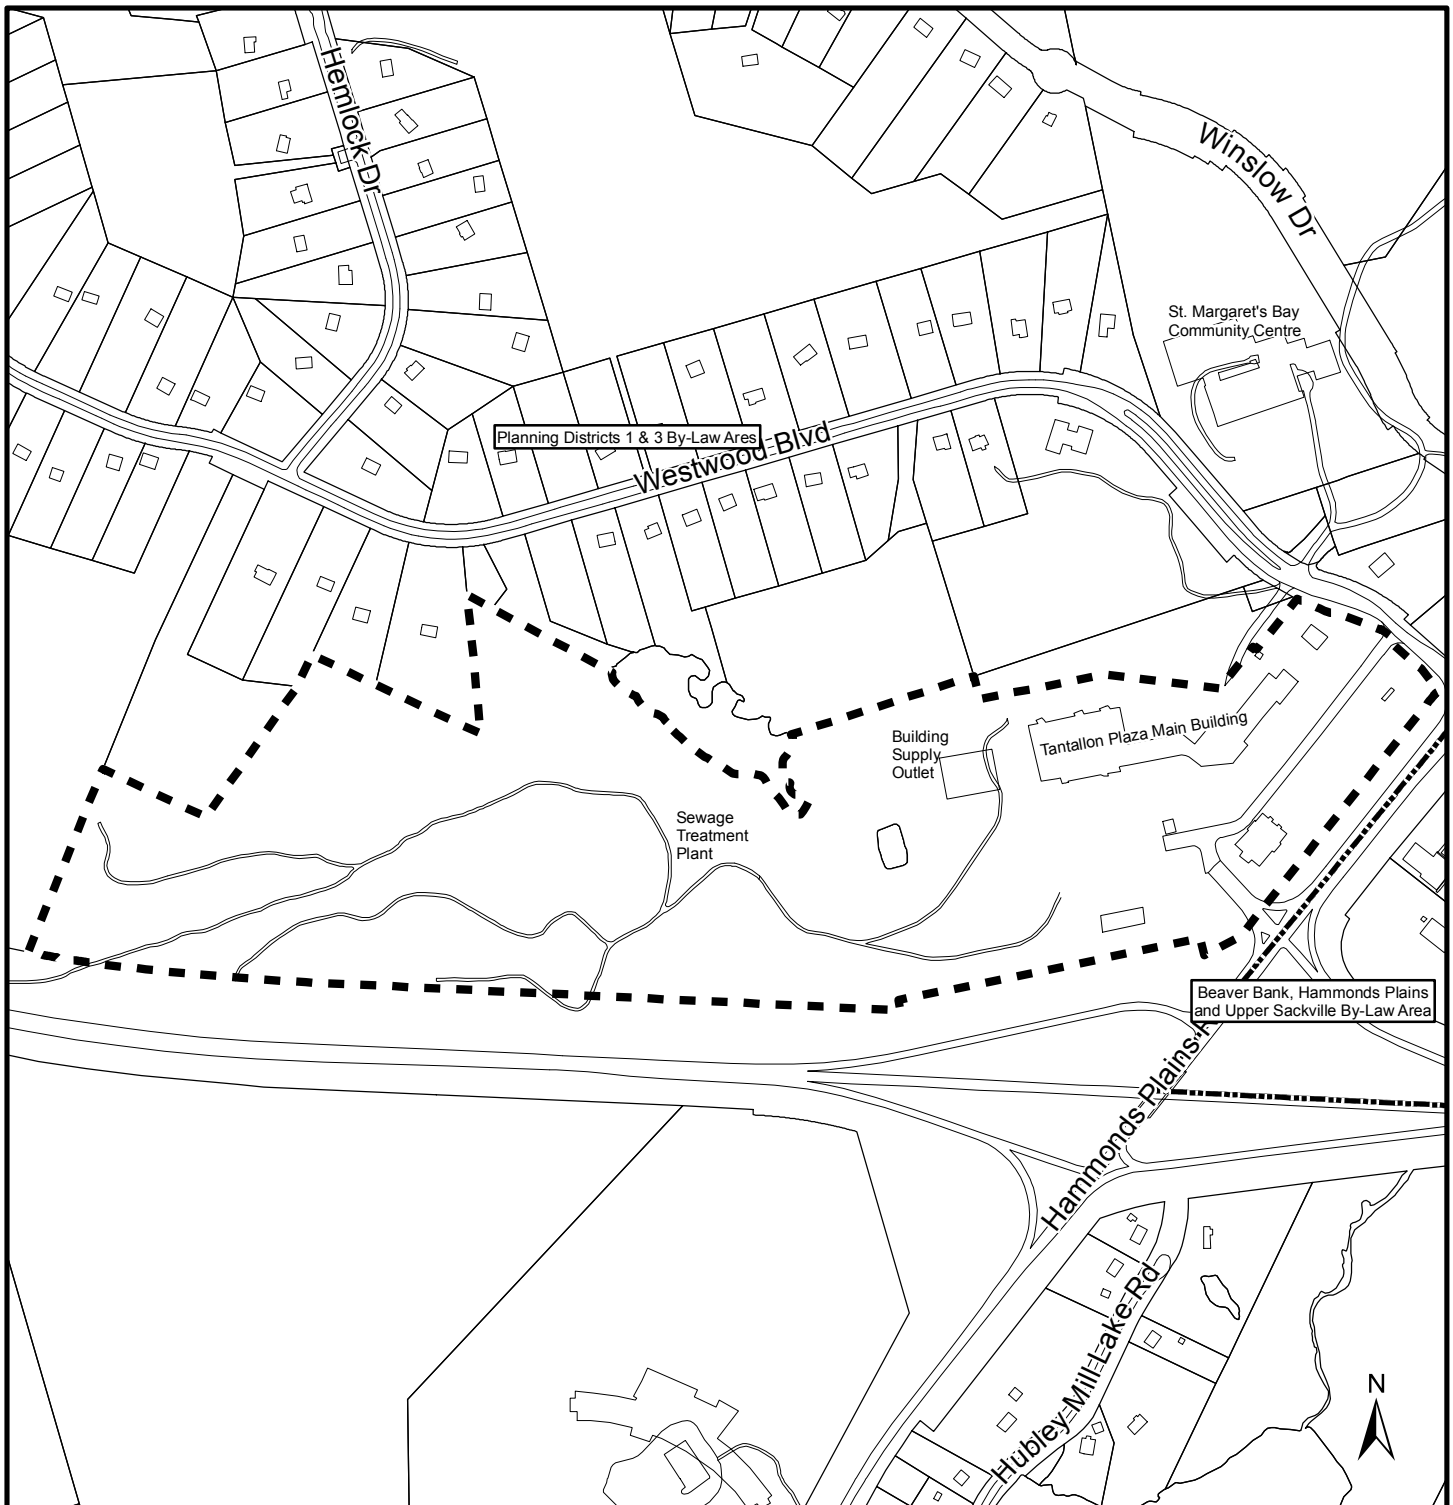 Hemlock Dr
Winslow Dr
St. Margaret's Bay
Community Centre
Planning Districts 1 & 3 By-Law Ares
Westwood Blvd
Building
Supply
Outlet
Tantallon Plaza Main Building
Sewage
Treatment
Plant
Beaver Bank, Hammonds Plains
and Upper Sackville By-Law Area
Hammonds Plains
Hubley Mill Lake Rd
N